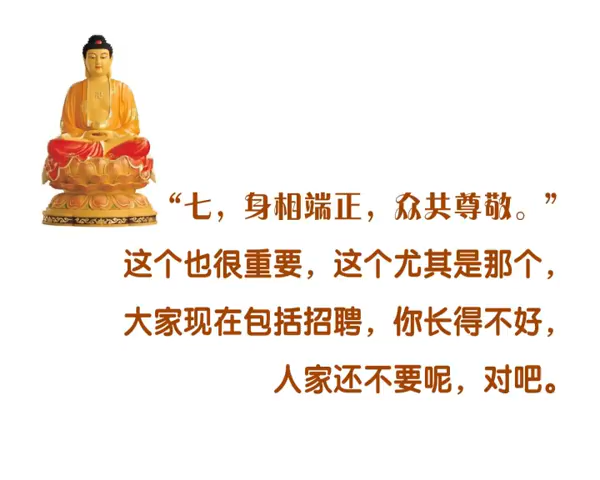 “七，身相端正，众共尊敬。”
这个也很重要，这个尤其是那个，
大家现在包括招聘，你长得不好，
人家还不要呢，对吧。